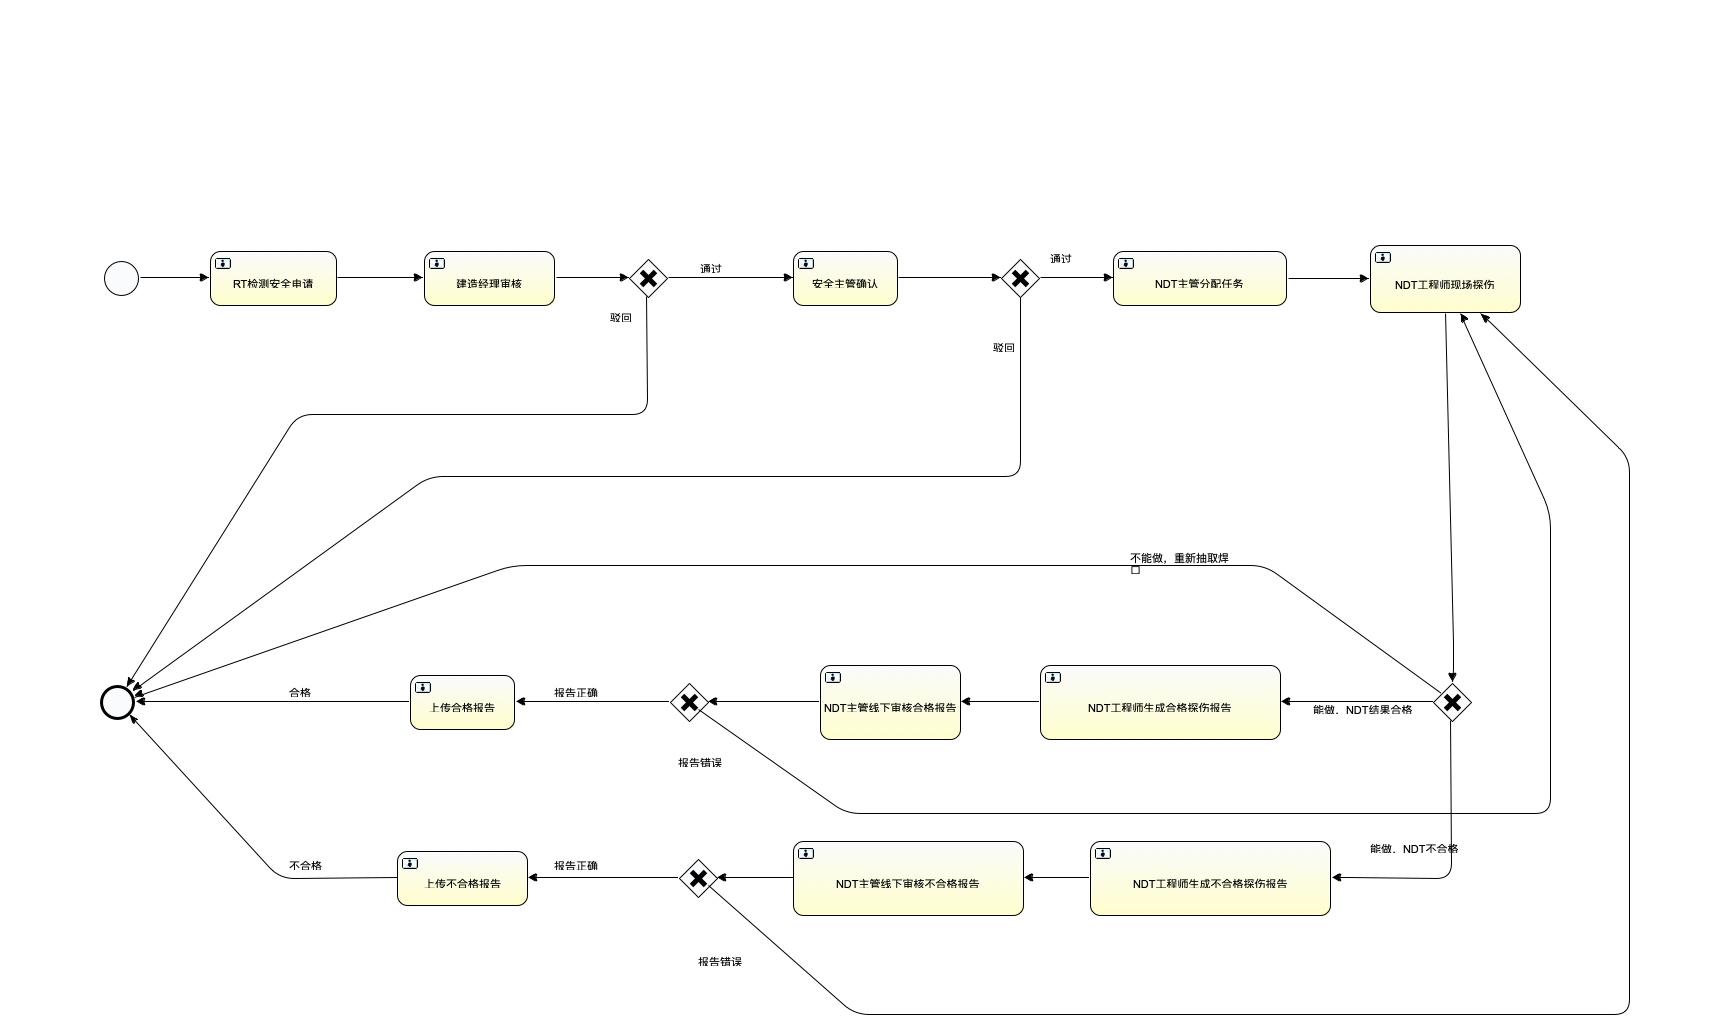 通过
通过
RT检测安全申请
建造经理审核
安全主管确认
NDT主管分配任务
NDT工程师现场探伤
驳回
驳回
不能做，重新抽取焊
口
合格
报告正确
上传合格报告
NDT主管线下审核合格报告
NDT工程师生成合格探伤报告
能做，NDT结果合格
报告错误
能做，NDT不合格
不合格
报告正确
上传不合格报告
NDT主管线下审核不合格报告
NDT工程师生成不合格探伤报告
报告错误